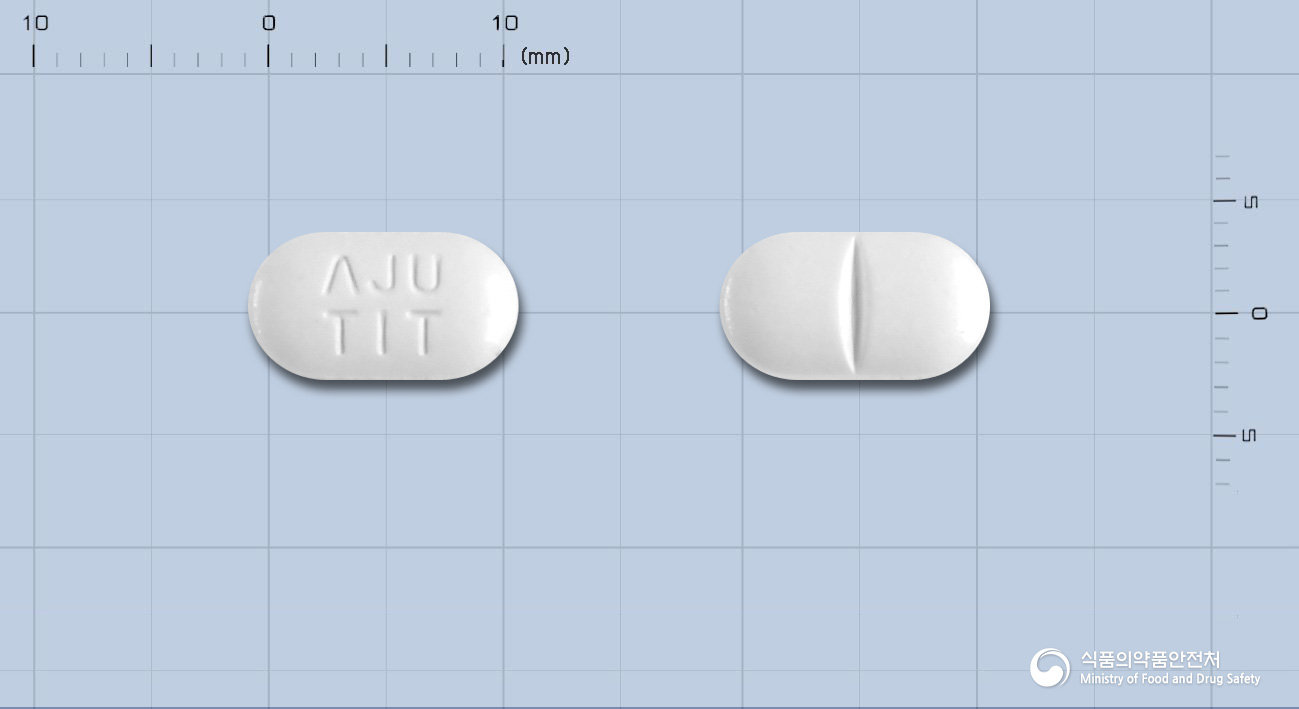 10 0 10 (mm)
AJU
TIT
5
0
5
식품의약품안전처
Ministry of Food and Drug Safety